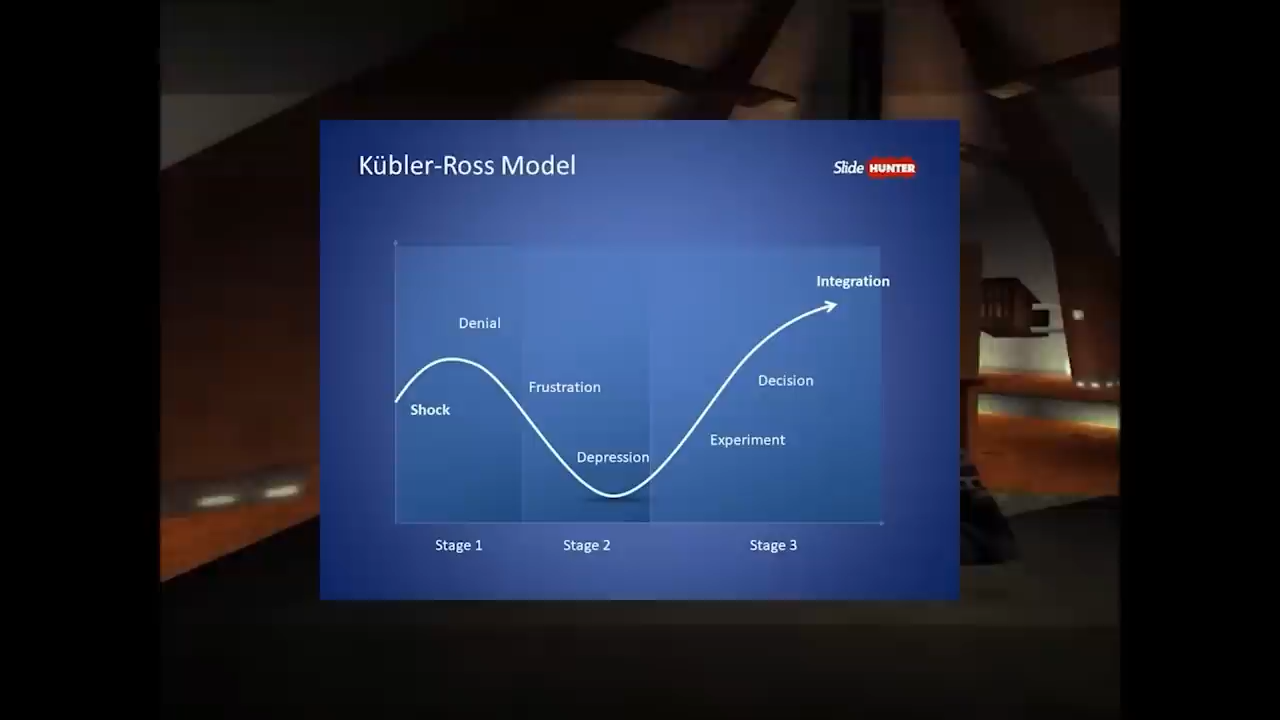 Kübler-Ross Model
Slide HUNTER
Integration
Denial
Decision
Frustration
Shock
Experiment
Depression
Stage 1
Stage 2
Stage 3